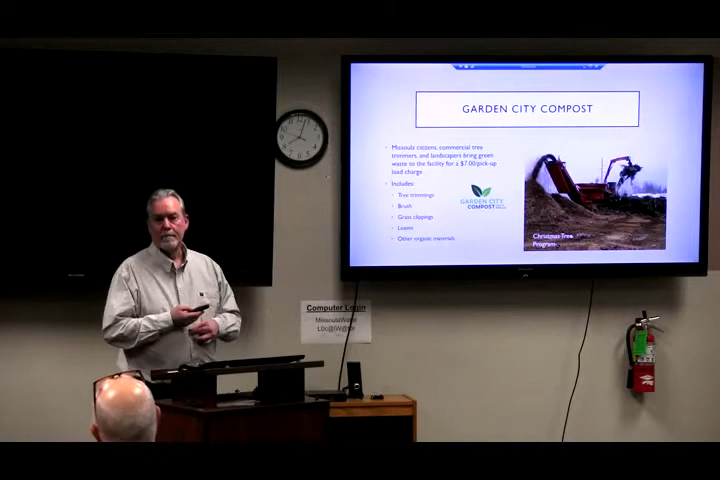 GARDEN CITY COMPOST
Missoula citizens, commercial tree
trimmers, and landscapers bring green
waste to the facility for a $7.00/pick-up
load charge.
Includes:
Tree trimmings
Brush
Grass clippings
Leaves
Other organic materials
GARDEN CITY
COMPOST
Christmas Tree
Program
Computer Login